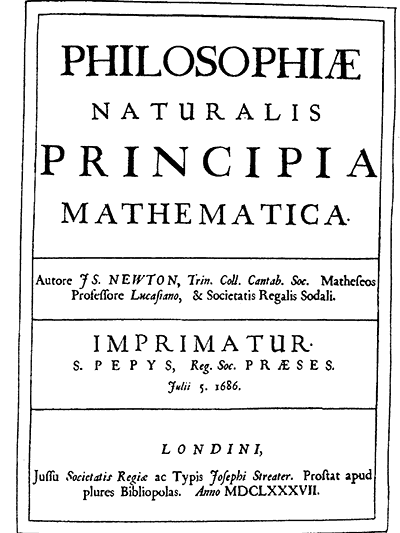 PHILOSOPHIÆ
NATURALIS
PRINCIPIA
MATHEMATICA.
Autore JS. NEWTON, Trin. Coll. Cantab. Soc. Matheseos
Professore Lucasiano, & Societatis Regalis Sodali.
IMPRIMATUR.
S. PEPYS, Reg. Soc. PRÆSES.
Julii 5. 1686.
LONDINI,
Jussu Societatis Regiæ ac Typis Josephi Streater. Prostat apud
plures Bibliopolas. Anno MDCLXXXVII.